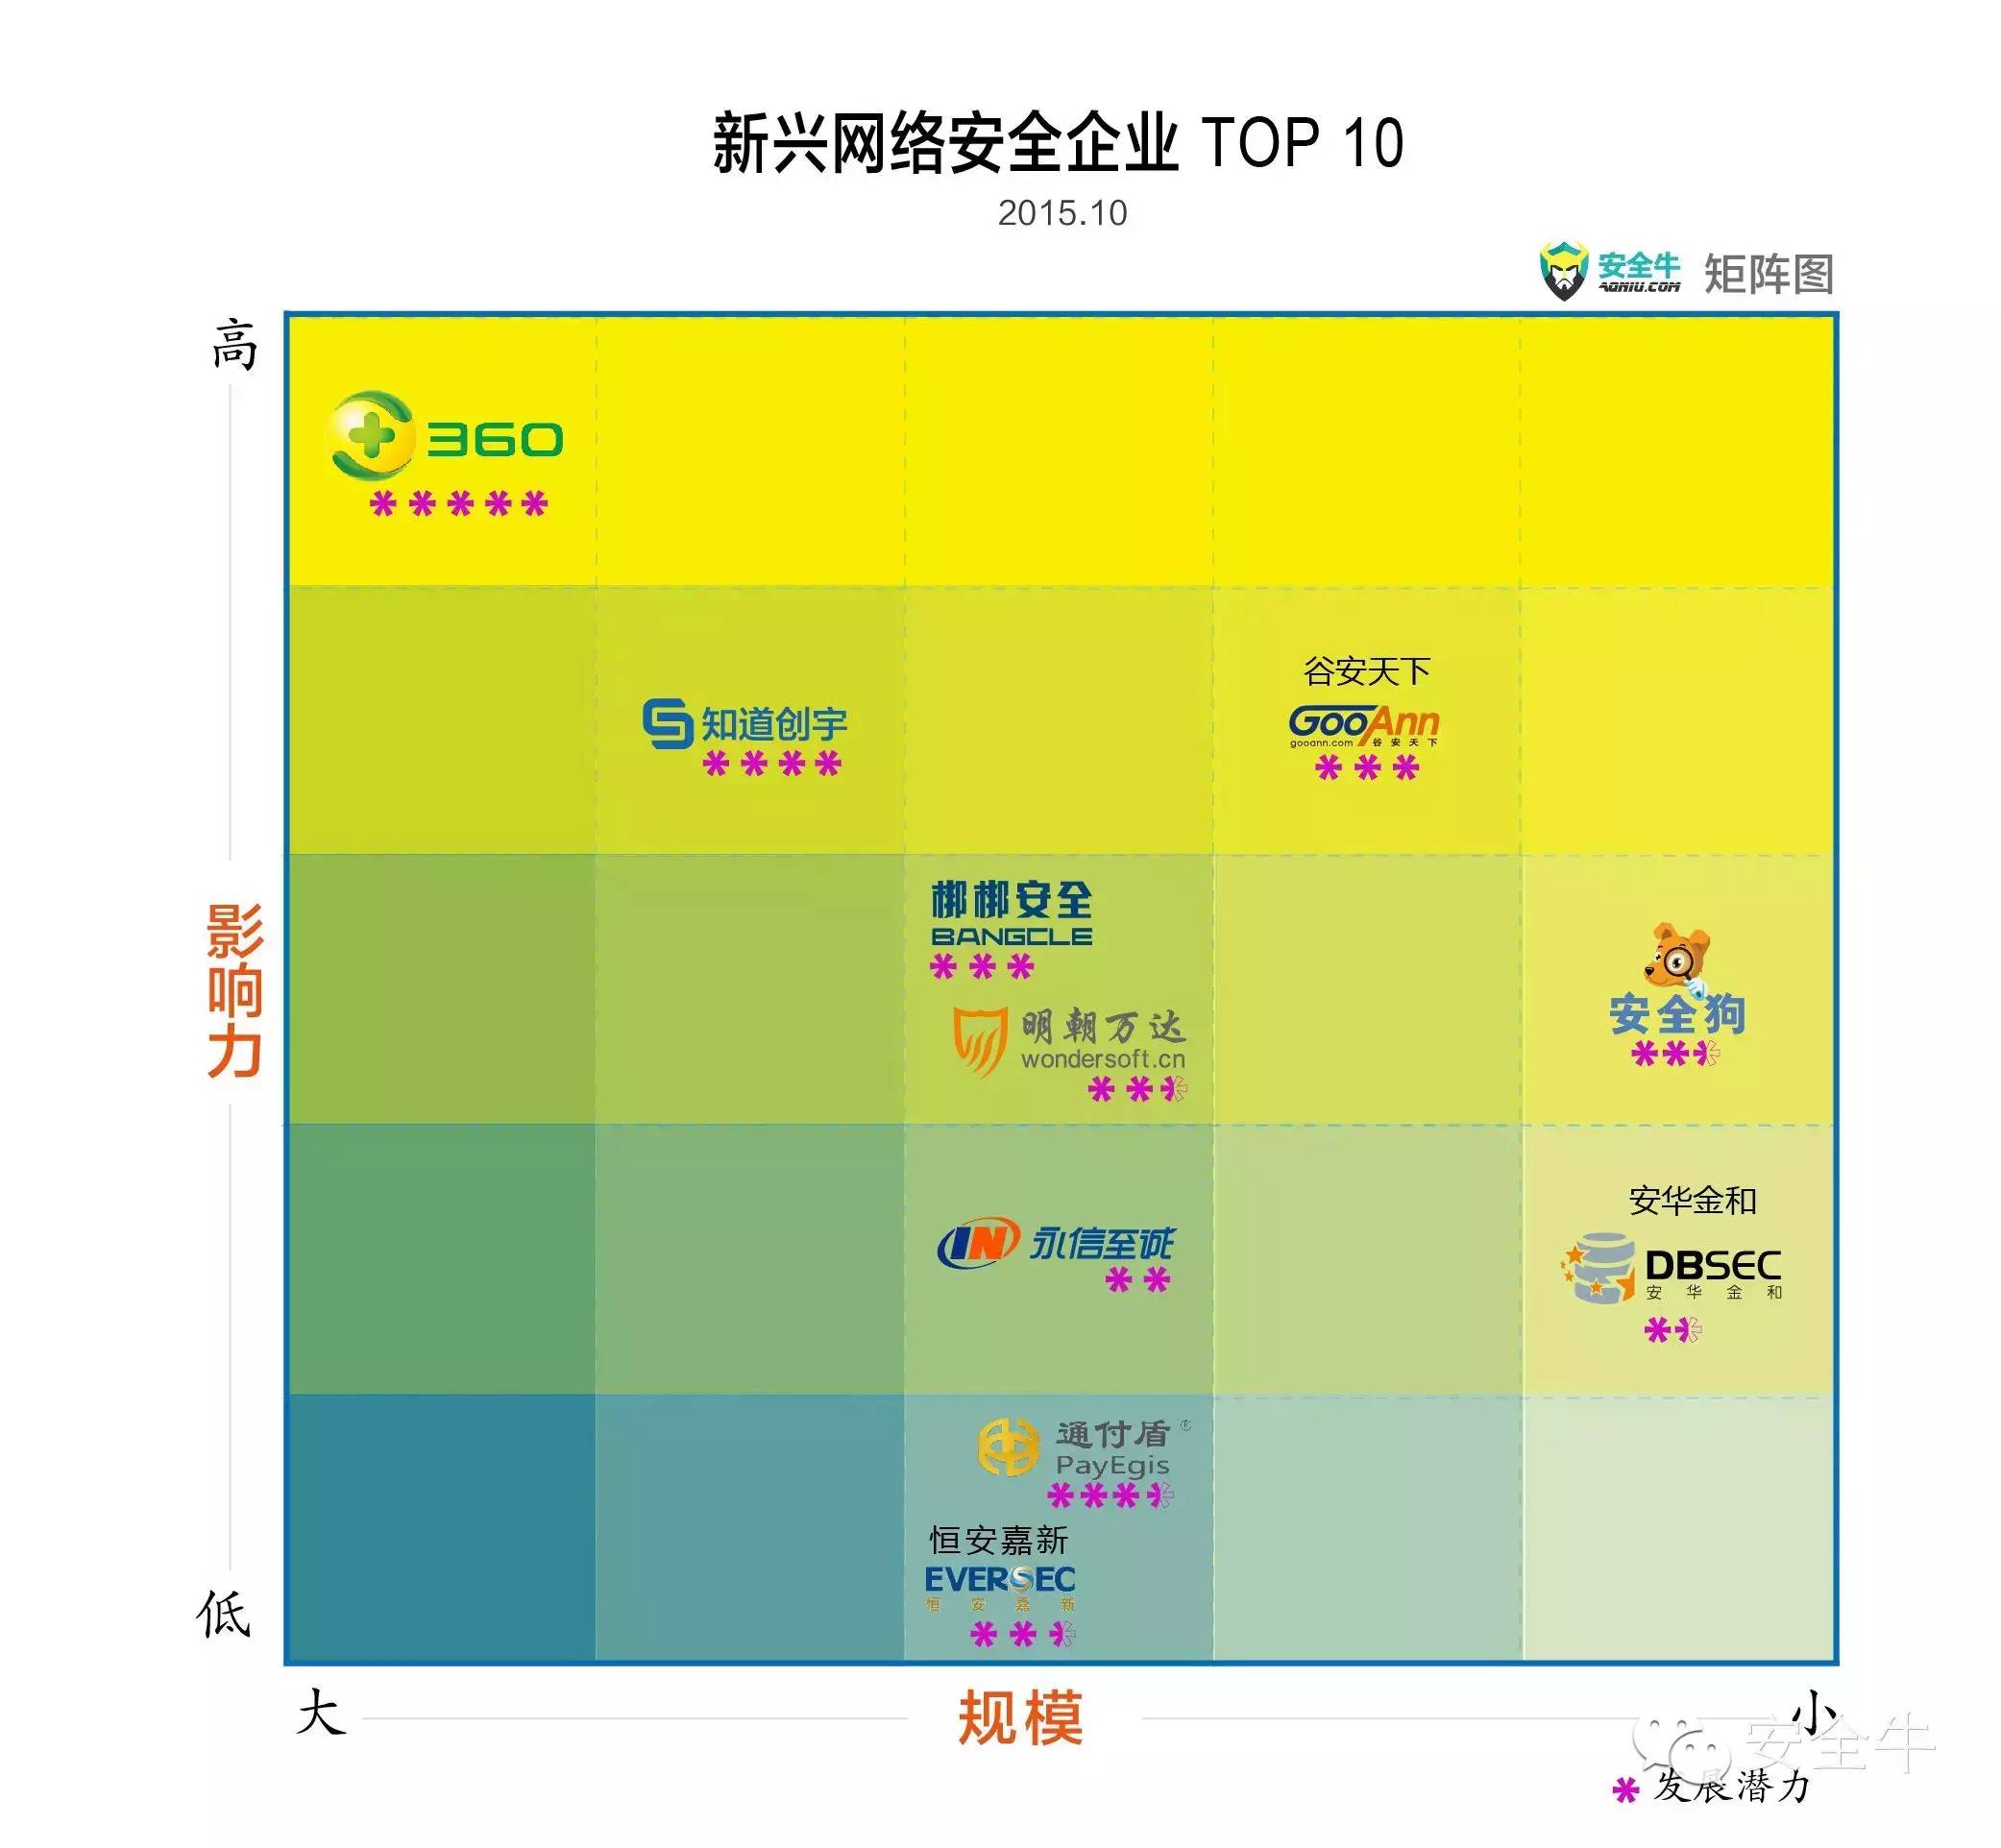 新兴网络安全企业 TOP 10
2015.10
安全牛
AQNIU.COM
矩阵图
高
360
谷安天下
GooAnn
gooann.com 谷安天下
知道创宇
梆梆安全
BANGCLE
影响力
安全狗
明朝万达
wondersoft.cn
安华金和
IN 永信至诚
DBSEC
安华金和
通付盾®
PayEgis
恒安嘉新
EVERSEC
恒安嘉新
低
大
规模
小
安全牛
* 发展潜力